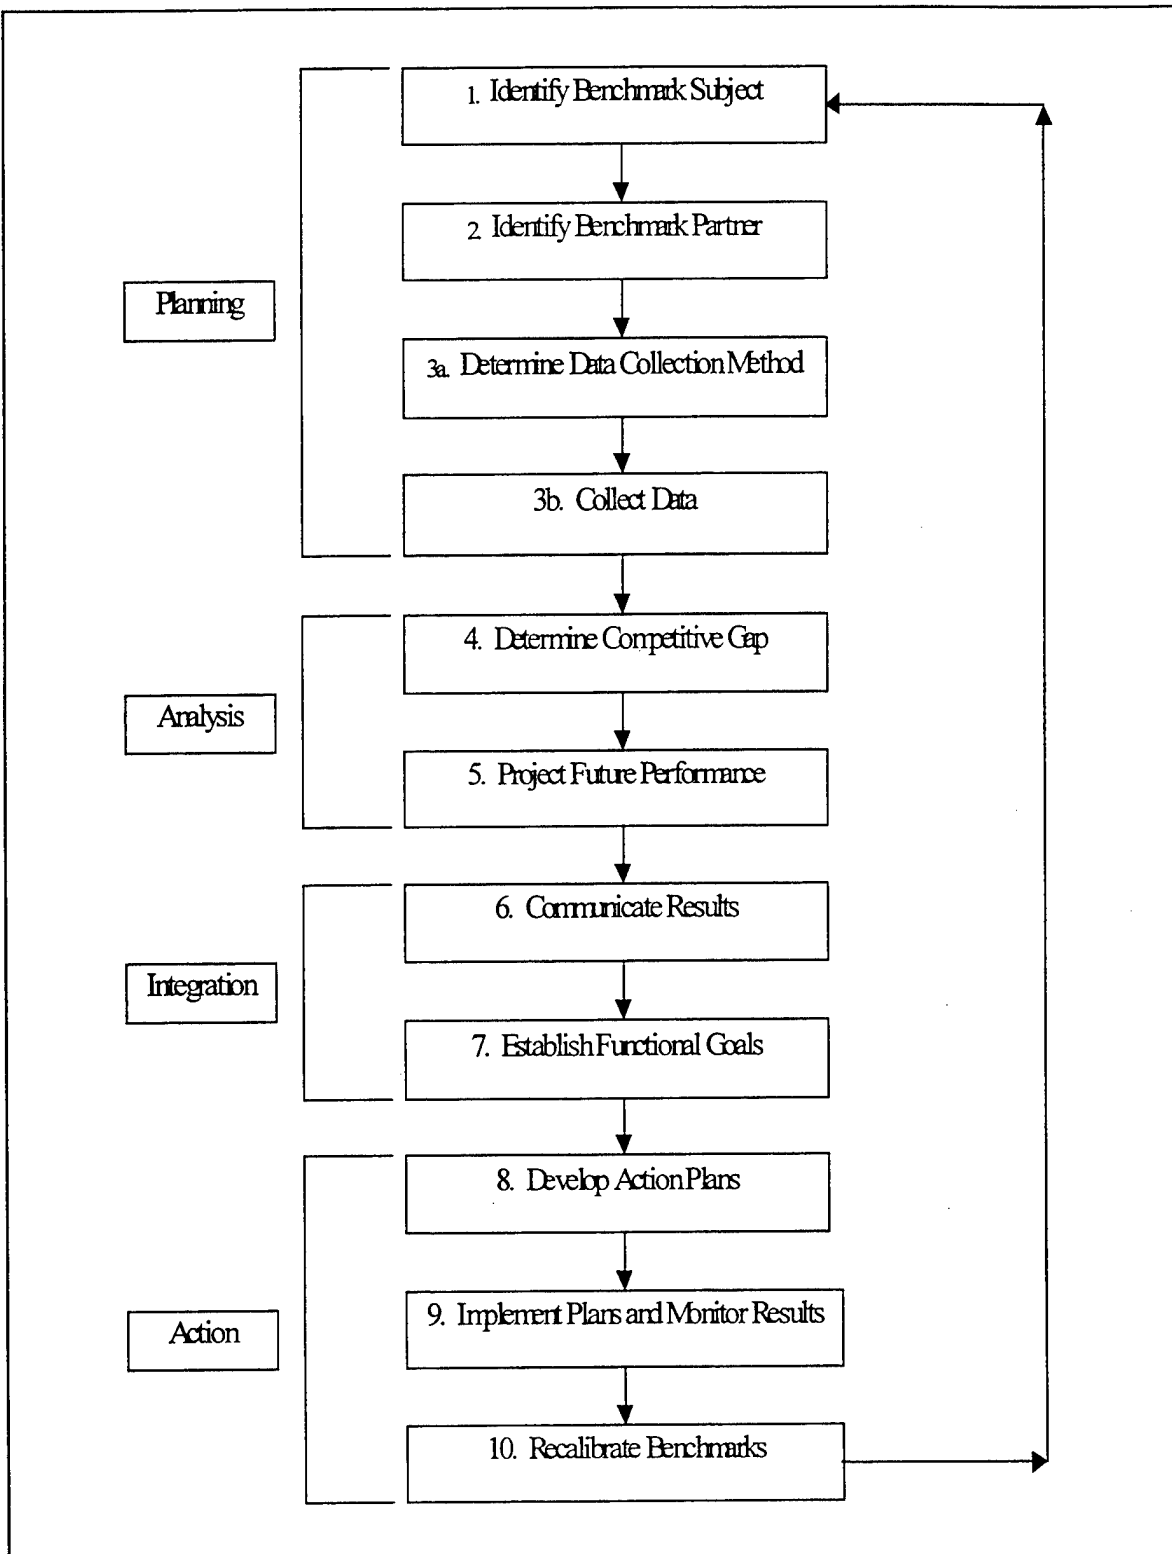 1. Identify Benchmark Subject
2. Identify Benchmark Partner
Planning
3a. Determine Data Collection Method
3b. Collect Data
4. Determine Competitive Gap
Analysis
5. Project Future Performance
6. Communicate Results
Integration
7. Establish Functional Goals
8. Develop Action Plans
9. Implement Plans and Monitor Results
Action
10. Recalibrate Benchmarks